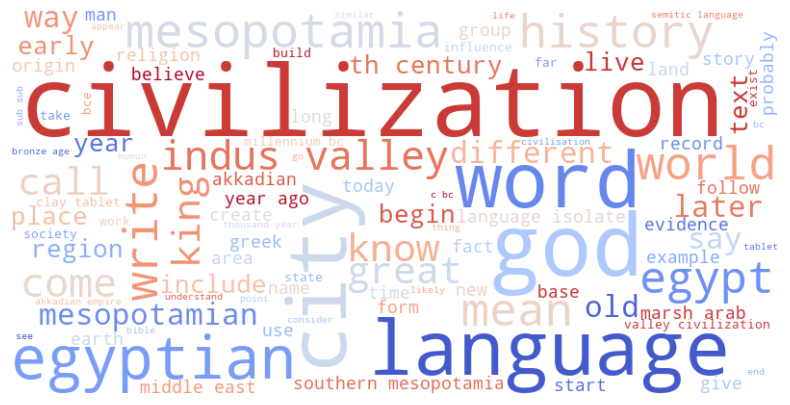 way man similar life semitic language
mesopotamia group history
early appear influence
origin religion build th century far live land story probably
believe
civilization
sub sub take bce long text exist bc
year millennium bc civilisation record
bronze age human indus valley different world
call write king akkadian go today word follow later
clay tablet year ago c bc
place work create city begin language isolate evidence say
society thousand year greek know thing god
region area fact example tablet
come include name state great time likely new mean base egypt
akkadian empire understand point form old marsh arab
mesopotamian bible use consider language valley civilization
see earth
egyptian southern mesopotamia start give end
middle east